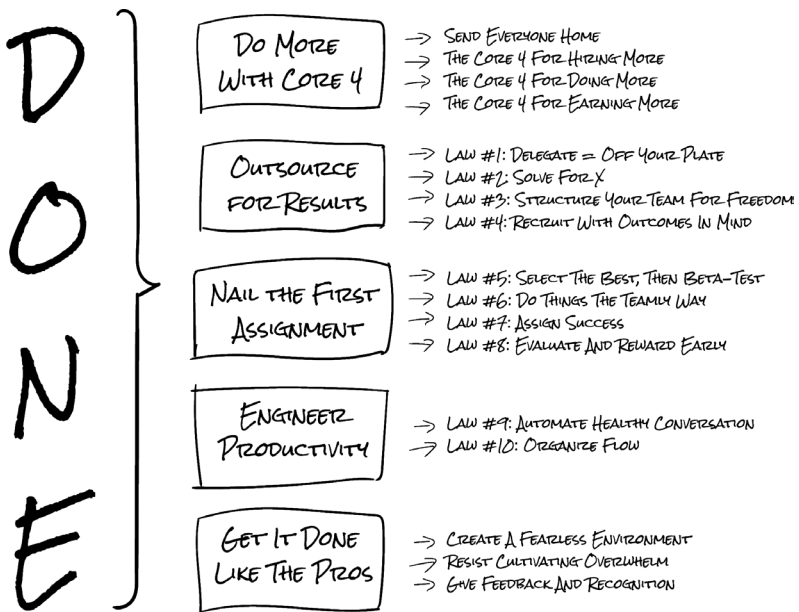 DONE
Do More
With Core 4
→ Send Everyone Home
→ The Core 4 For Hiring More
→ The Core 4 For Doing More
→ The Core 4 For Earning More
Outsource
for Results
→ Law #1: Delegate = Off Your Plate
→ Law #2: Solve For X
→ Law #3: Structure Your Team For Freedom
→ Law #4: Recruit With Outcomes In Mind
Nail the First
Assignment
→ Law #5: Select The Best, Then Beta-Test
→ Law #6: Do Things The Teamly Way
→ Law #7: Assign Success
→ Law #8: Evaluate And Reward Early
Engineer
Productivity
→ Law #9: Automate Healthy Conversation
→ Law #10: Organize Flow
Get It Done
Like The Pros
→ Create A Fearless Environment
→ Resist Cultivating Overwhelm
→ Give Feedback And Recognition